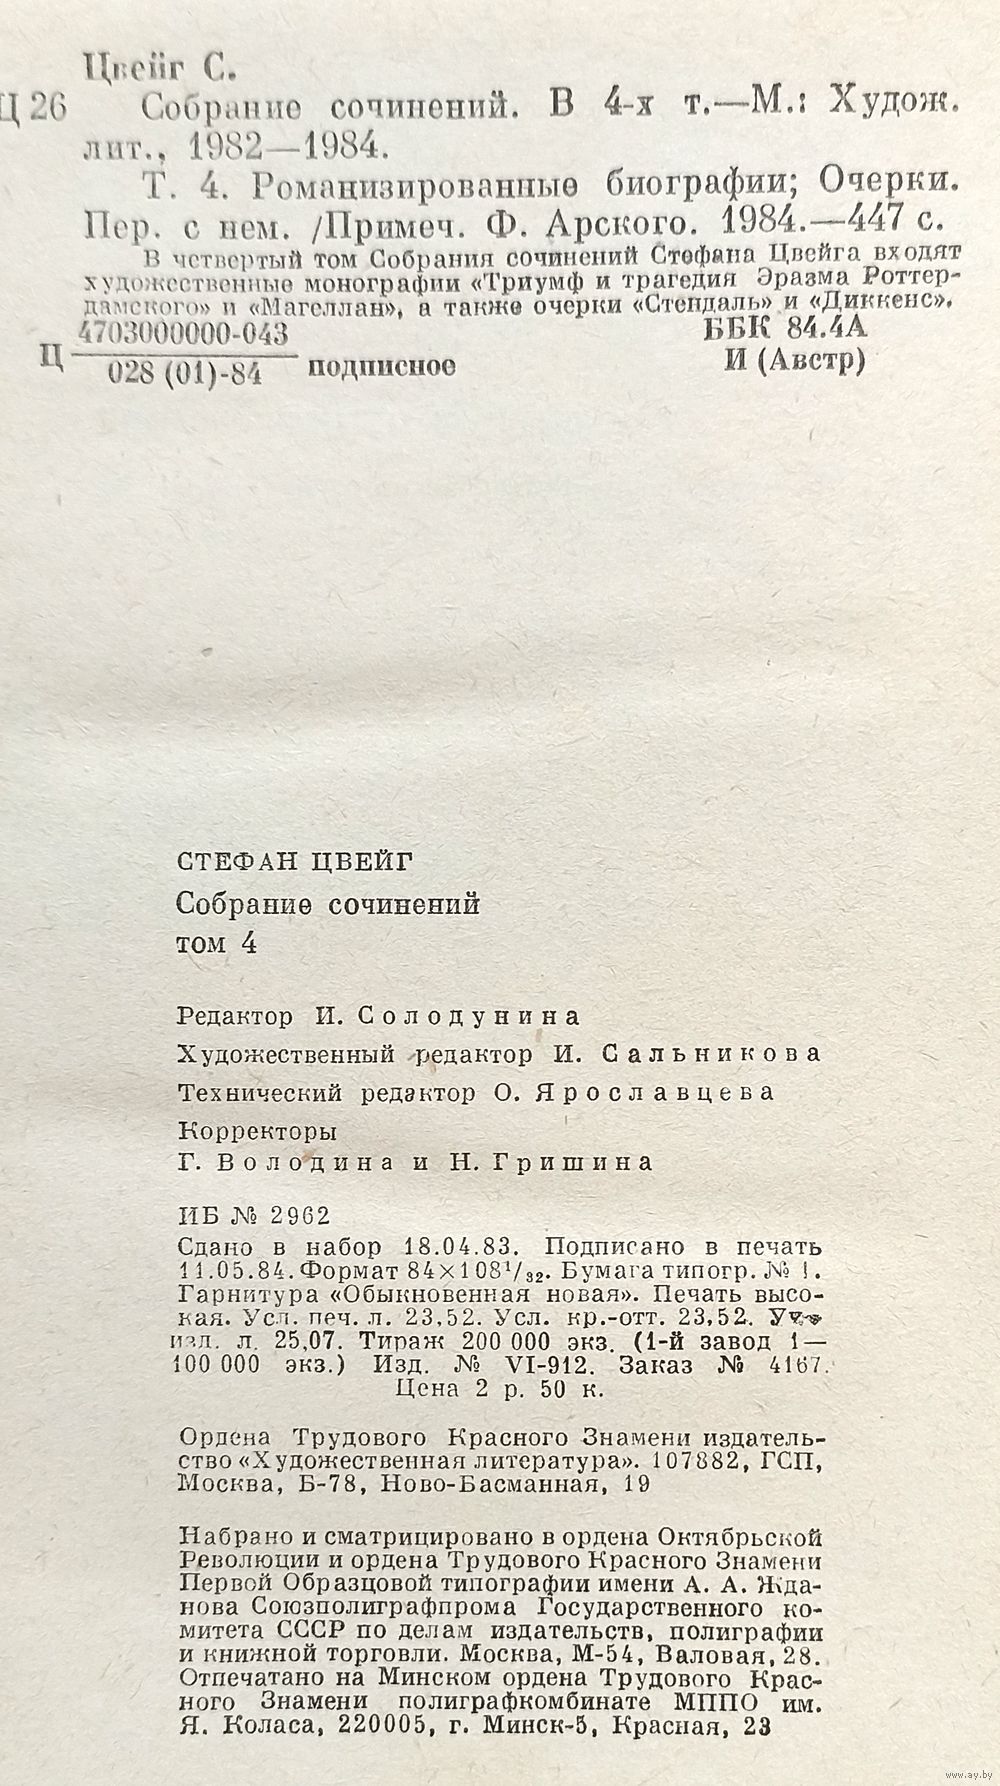 Цвейг С.
Ц 26 Собрание сочинений. В 4-х т.—М.: Худож.
лит., 1982—1984.
Т. 4. Романизированные биографии; Очерки.
Пер. с нем. /Примеч. Ф. Арского. 1984.—447 с.
В четвертый том Собрания сочинений Стефана Цвейга входят
художественные монографии «Триумф и трагедия Эразма Роттер-
дамского» и «Магеллан», а также очерки «Стендаль» и «Диккенс».
4703000000-043 ББК 84.4А
Ц подписное И (Австр)
028 (01)-84
СТЕФАН ЦВЕЙГ
Собрание сочинений
том 4
Редактор И. Солодунина
Художественный редактор И. Сальникова
Технический редактор О. Ярославцева
Корректоры
Г. Володина и Н. Гришина
ИБ № 2962
Сдано в набор 18.04.83. Подписано в печать
11.05.84. Формат 84×108¹/₃₂. Бумага типогр. № 1.
Гарнитура «Обыкновенная новая». Печать высо-
кая. Усл. печ. л. 23,52. Усл. кр.-отт. 23,52.
изд. л. 25,07. Тираж 200 000 экз. (1-й завод 1—
100 000 экз.) Изд. № VI-912. Заказ № 4167.
Цена 2 р. 50 к.
Ордена Трудового Красного Знамени издатель-
ство «Художественная литература». 107882, ГСП,
Москва, Б-78, Ново-Басманная, 19
Набрано и сматрицировано в ордена Октябрьской
Революции и ордена Трудового Красного Знамени
Первой Образцовой типографии имени А. А. Жда-
нова Союзполиграфпрома Государственного ко-
митета СССР по делам издательств, полиграфии
и книжной торговли. Москва, М-54, Валовая, 28.
Отпечатано на Минском ордена Трудового Крас-
ного Знамени полиграфкомбинате МППО им.
Я. Коласа, 220005, г. Минск-5, Красная, 23
www.ay.by